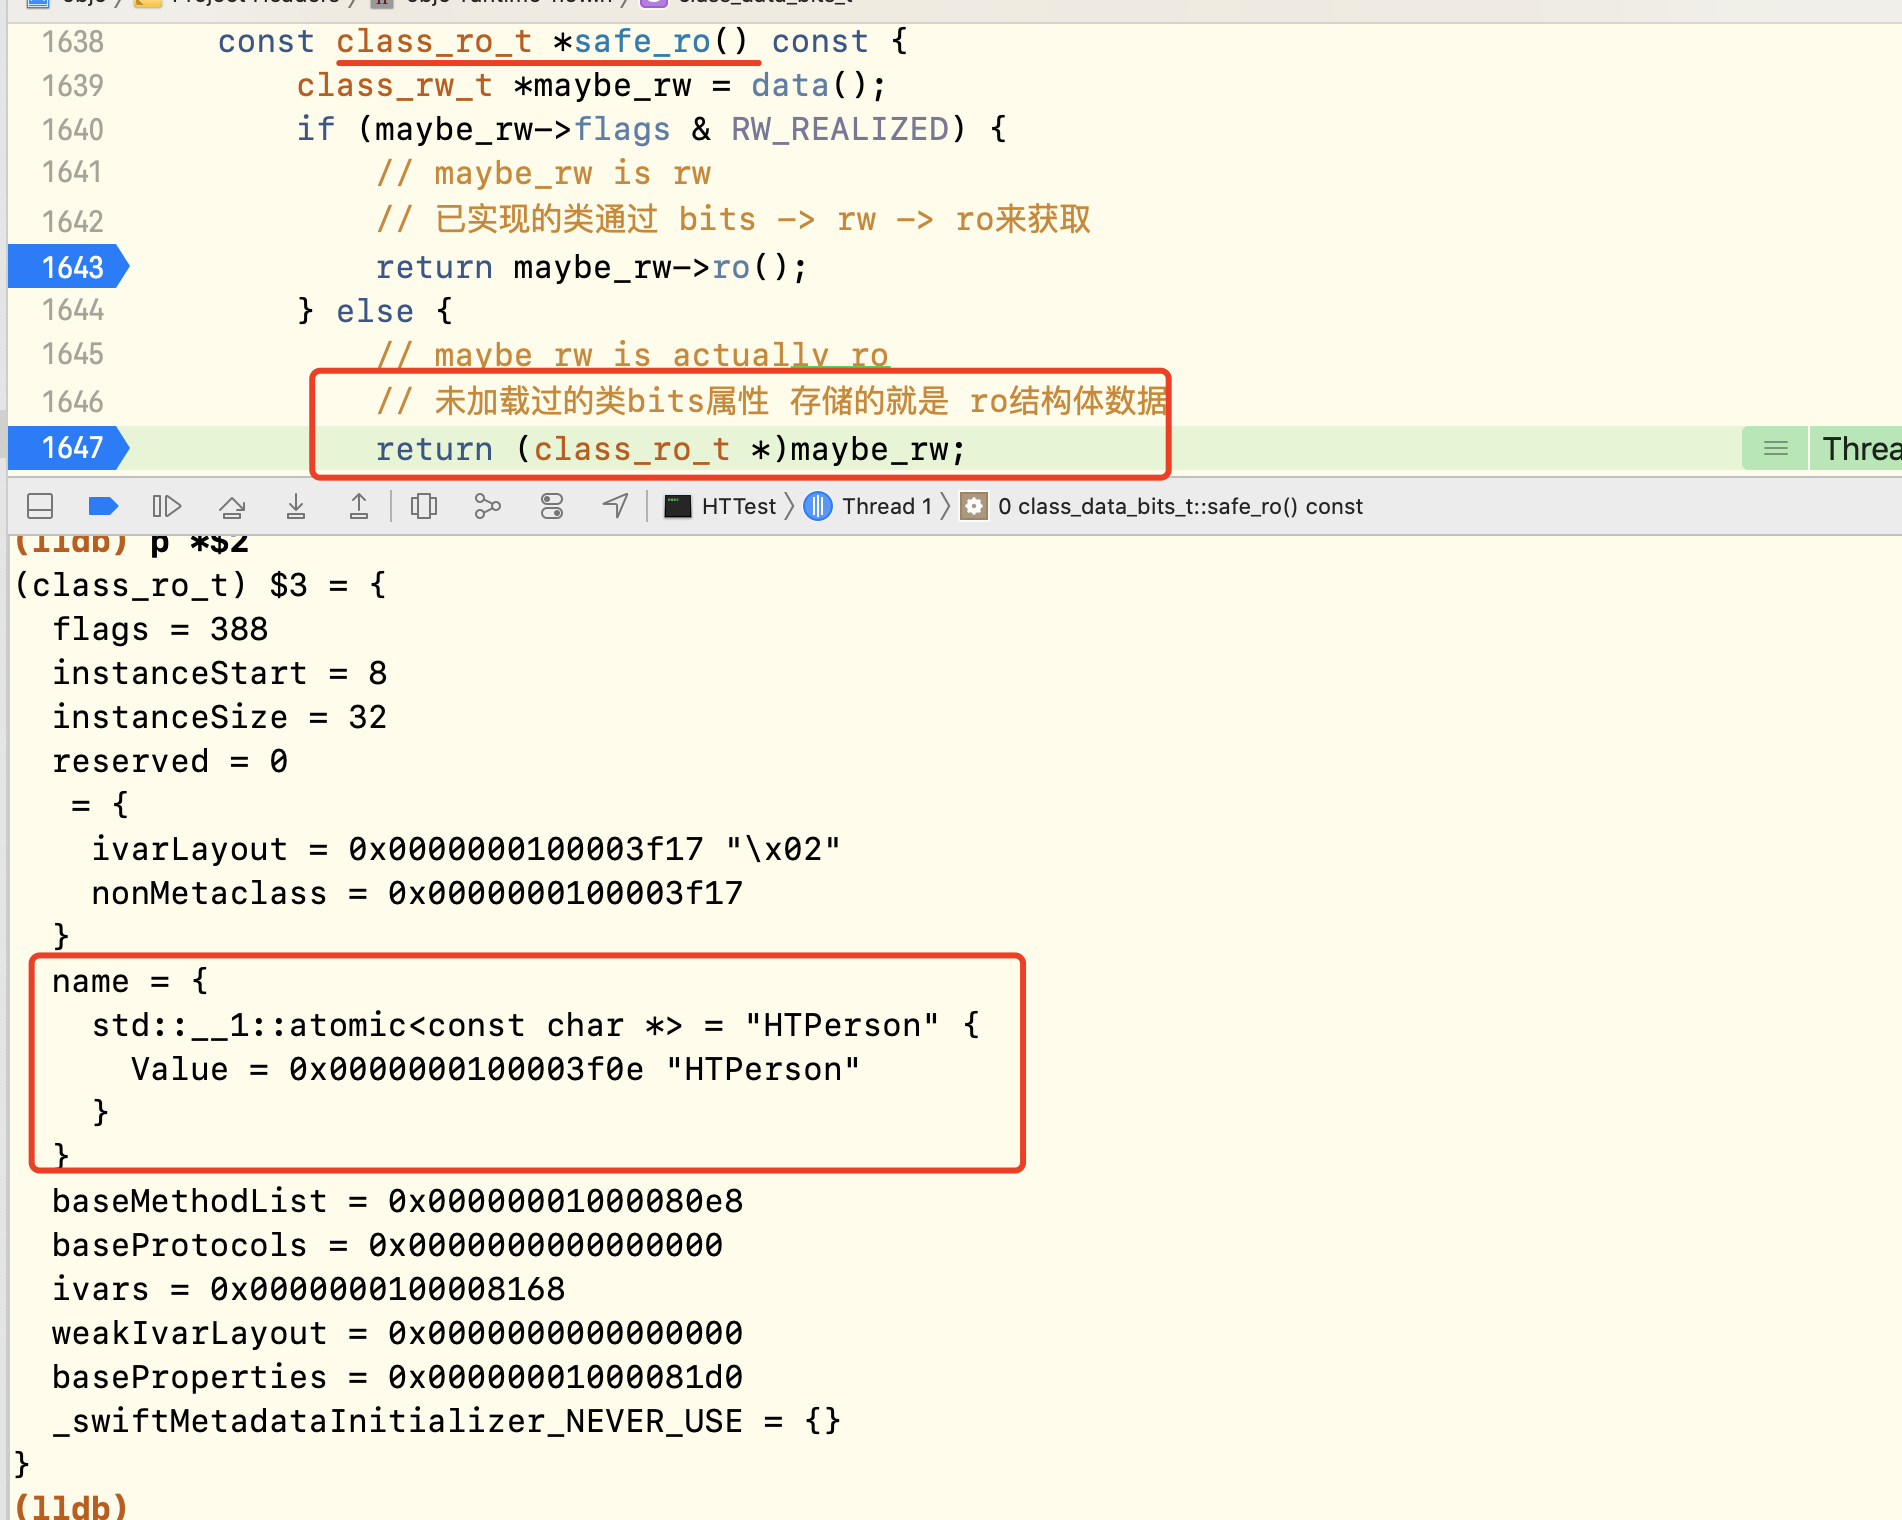 1638 const class_ro_t *safe_ro() const {
1639 class_rw_t *maybe_rw = data();
1640 if (maybe_rw->flags & RW_REALIZED) {
1641 // maybe_rw is rw
1642 // 已实现的类通过 bits -> rw -> ro来获取
1643 return maybe_rw->ro();
1644 } else {
1645 // maybe_rw is actually ro
1646 // 未加载过的类bits属性 存储的就是 ro结构体数据
1647 return (class_ro_t *)maybe_rw;
HTTest Thread 1 0 class_data_bits_t::safe_ro() const
(lldb) p *$2
(class_ro_t) $3 = {
flags = 388
instanceStart = 8
instanceSize = 32
reserved = 0
= {
ivarLayout = 0x0000000100003f17 "\x02"
nonMetaclass = 0x0000000100003f17
}
name = {
std::__1::atomic<const char *> = "HTPerson" {
Value = 0x0000000100003f0e "HTPerson"
}
}
baseMethodList = 0x00000001000080e8
baseProtocols = 0x0000000000000000
ivars = 0x0000000100008168
weakIvarLayout = 0x0000000000000000
baseProperties = 0x00000001000081d0
_swiftMetadataInitializer_NEVER_USE = {}
}
(lldb)